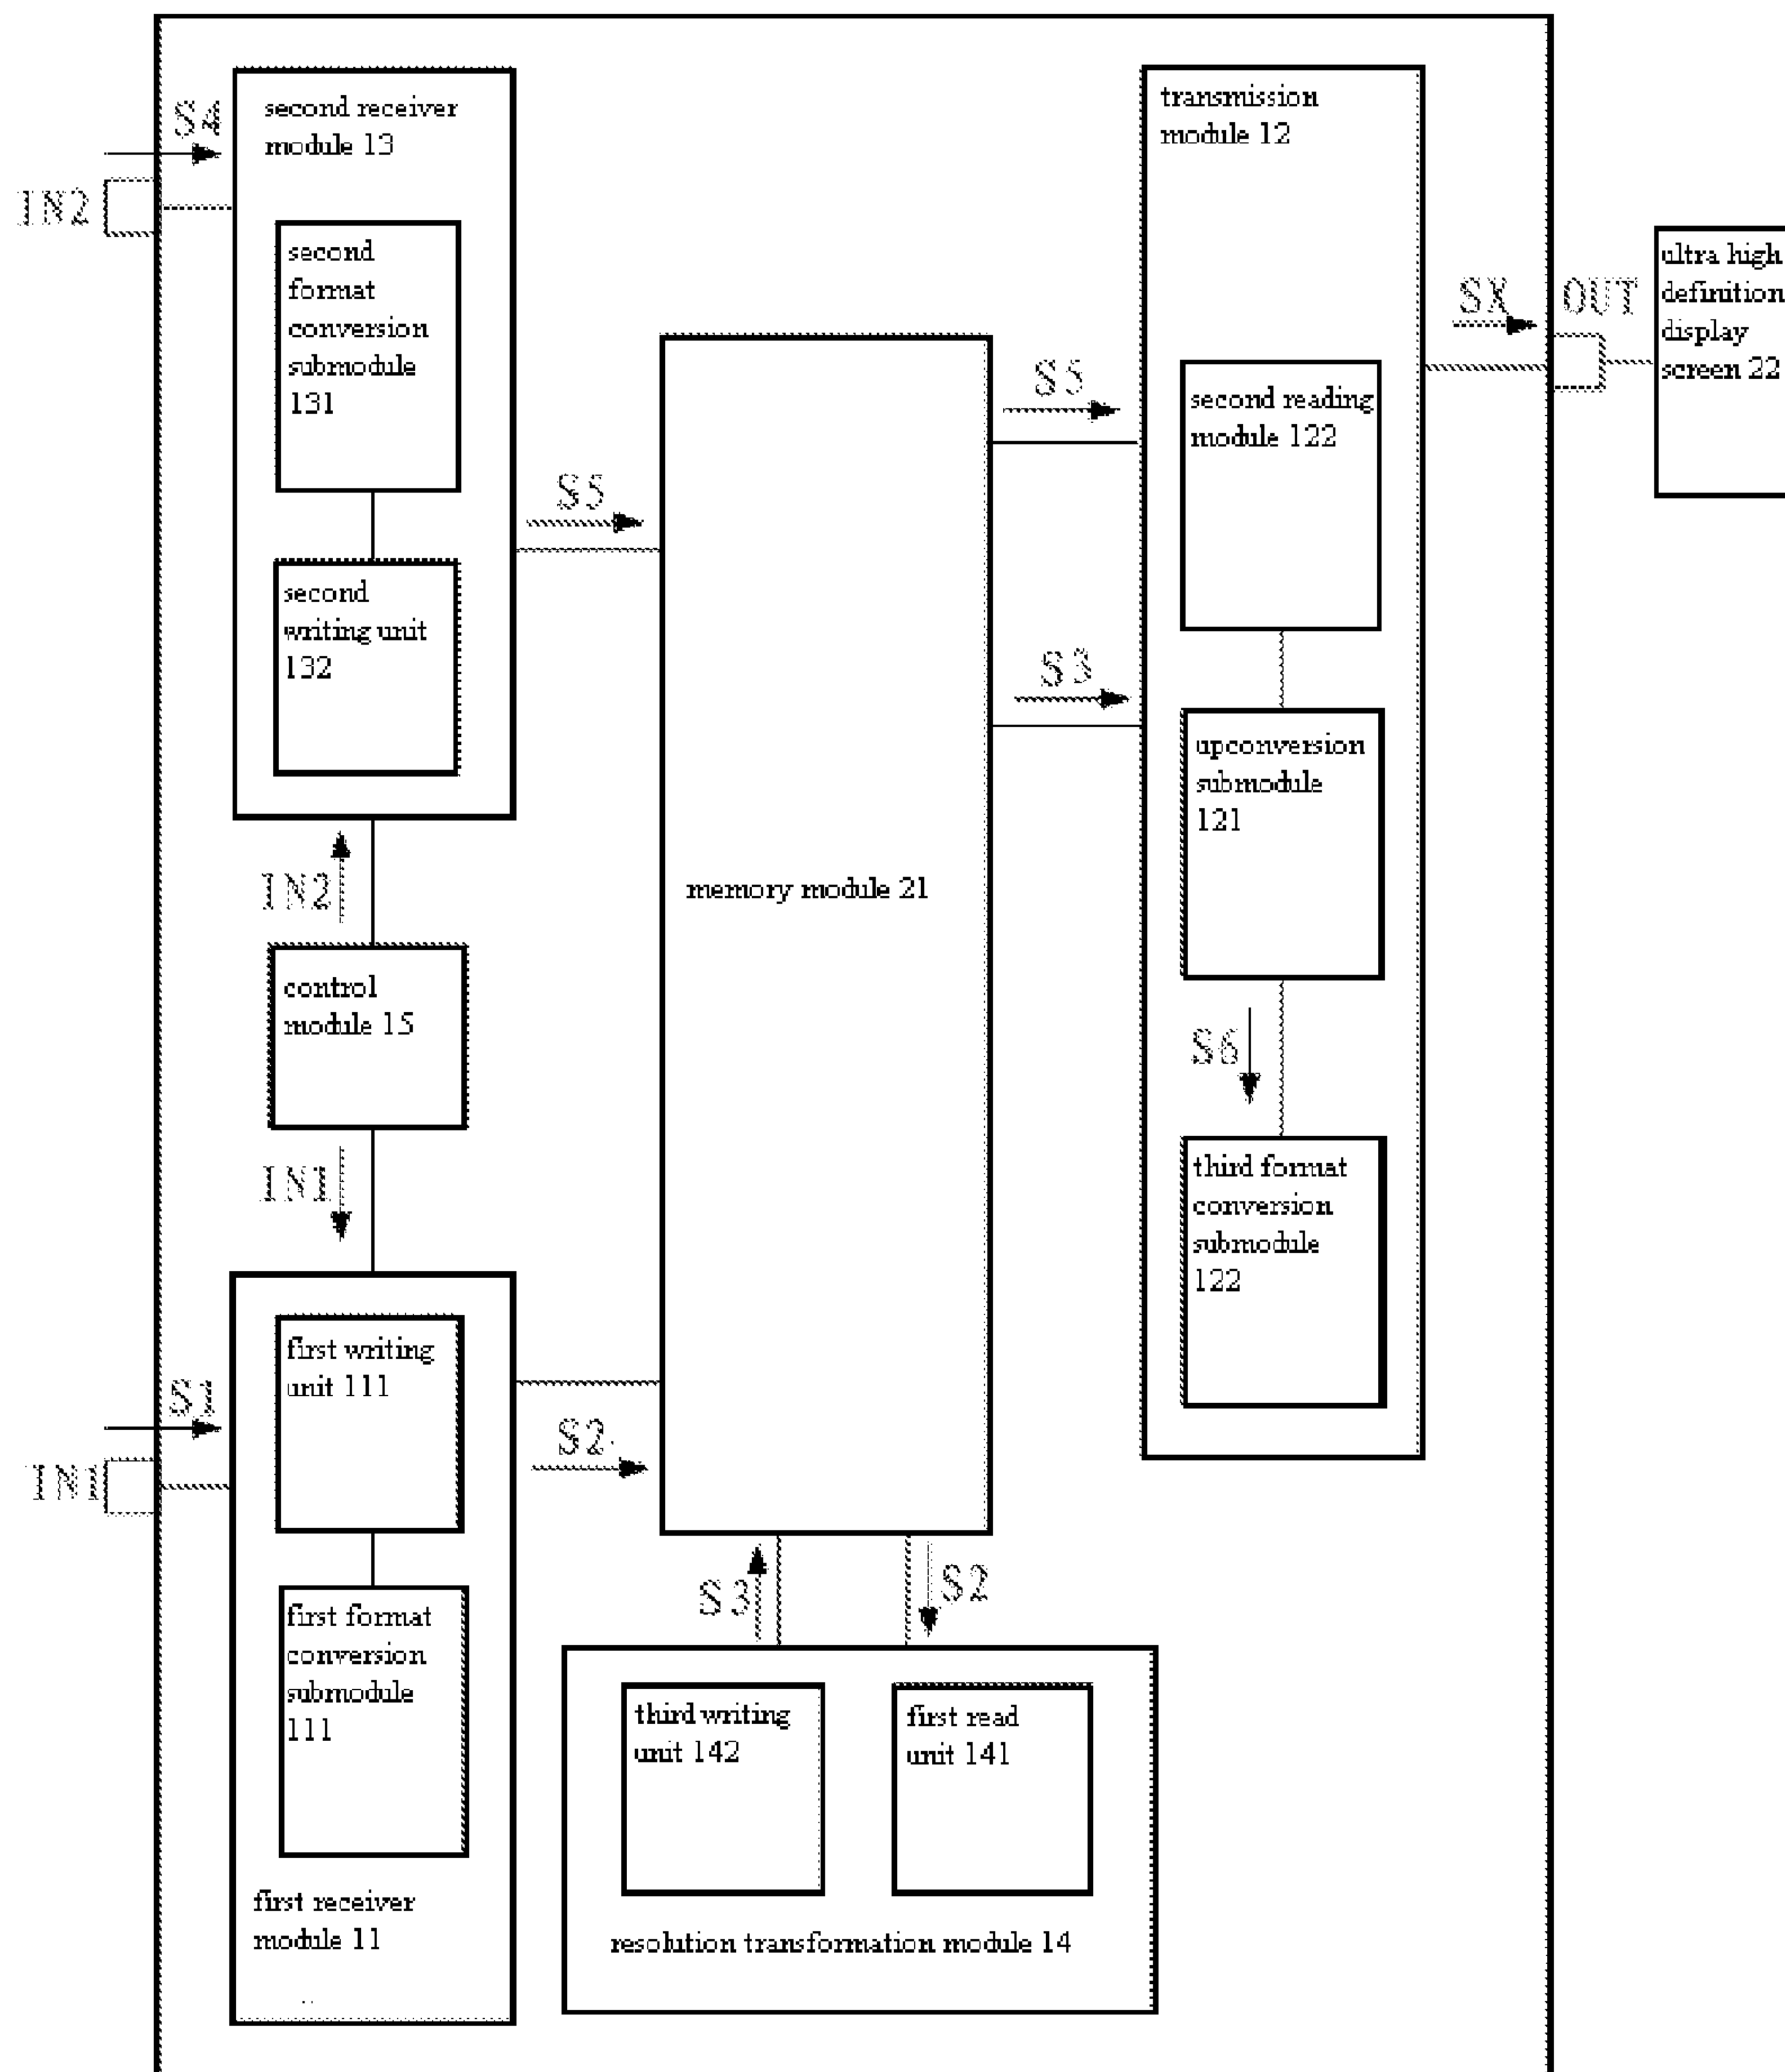 S4
IN2
second receiver
module 13
second
format
conversion
submodule
131
second
writing unit
132
S5
IN2
control
module 15
IN1
S1
IN1
first writing
unit 111
first format
conversion
submodule
111
first receiver
module 11
S2
memory module 21
S3
S2
third writing
unit 142
first read
unit 141
resolution transformation module 14
S5
S3
transmission
module 12
second reading
module 122
upconversion
submodule
121
S6
third format
conversion
submodule
122
SX
OUT
ultra high
definition
display
screen 22